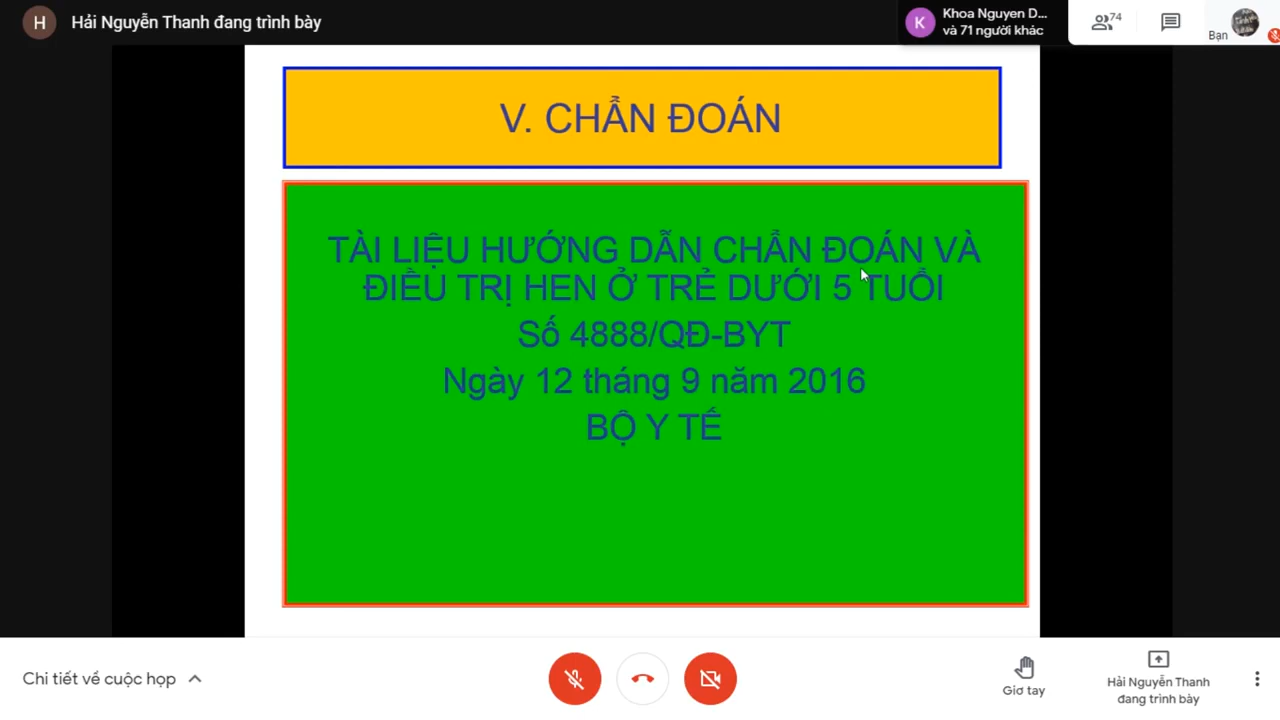 H
Hải Nguyễn Thanh đang trình bày
K
Khoa Nguyen D...
và 71 người khác
74
Bạn
V. CHẨN ĐOÁN
TÀI LIỆU HƯỚNG DẪN CHẨN ĐOÁN VÀ
ĐIỀU TRỊ HEN Ở TRẺ DƯỚI 5 TUỔI
Số 4888/QĐ-BYT
Ngày 12 tháng 9 năm 2016
BỘ Y TẾ
Chi tiết về cuộc họp
Giơ tay
Hải Nguyễn Thanh
đang trình bày